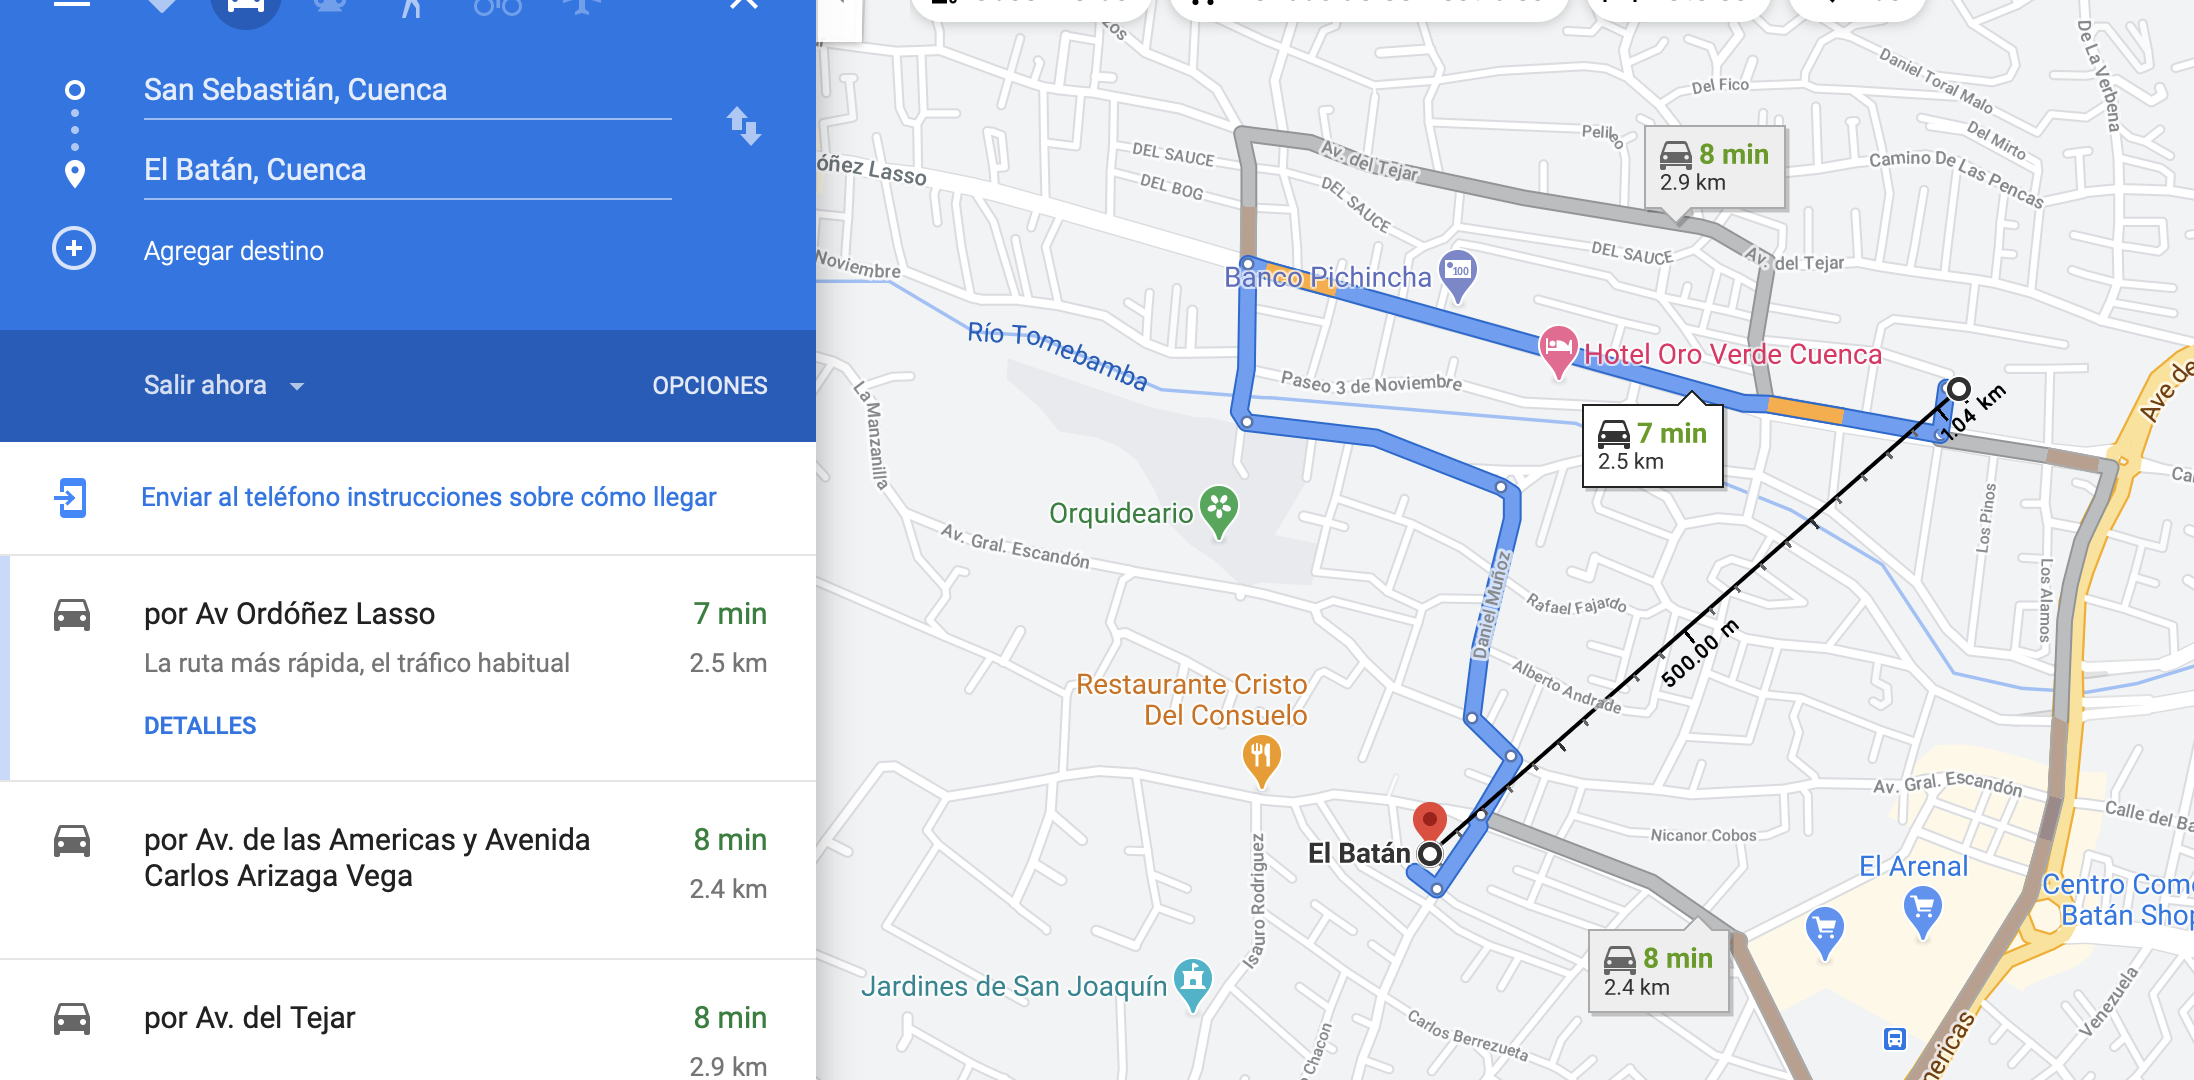 San Sebastián, Cuenca
El Batán, Cuenca
Agregar destino
Salir ahora
OPCIONES
Enviar al teléfono instrucciones sobre cómo llegar
por Av Ordóñez Lasso
7 min
La ruta más rápida, el tráfico habitual
2.5 km
DETALLES
por Av. de las Americas y Avenida
Carlos Arizaga Vega
8 min
2.4 km
por Av. del Tejar
8 min
2.9 km
Del Fico
Daniel Toral Malo
De La Verbena
Del Mirto
Camino De Las Pencas
8 min
2.9 km
DEL SAUCE
DEL BOG
Av. del Tejar
DEL SAUCE
DEL SAUCE
Av. del Tejar
óñez Lasso
Noviembre
Banco Pichincha
100
Río Tomebamba
Hotel Oro Verde Cuenca
Paseo 3 de Noviembre
Ave de
1.04 km
7 min
2.5 km
La Manzanilla
Orquideario
Av. Gral. Escandón
Los Pinos
Los Alamos
Daniel Muñoz
Rafael Fajardo
500.00 m
Alberto Andrade
Restaurante Cristo
Del Consuelo
Av. Gral. Escandón
Calle del Ba
Nicanor Cobos
El Batán
El Arenal
Centro Come
Batán Shop
Isauro Rodriguez
8 min
2.4 km
Jardines de San Joaquín
Carlos Berrezueta
Chacon
Venezuela
mericas